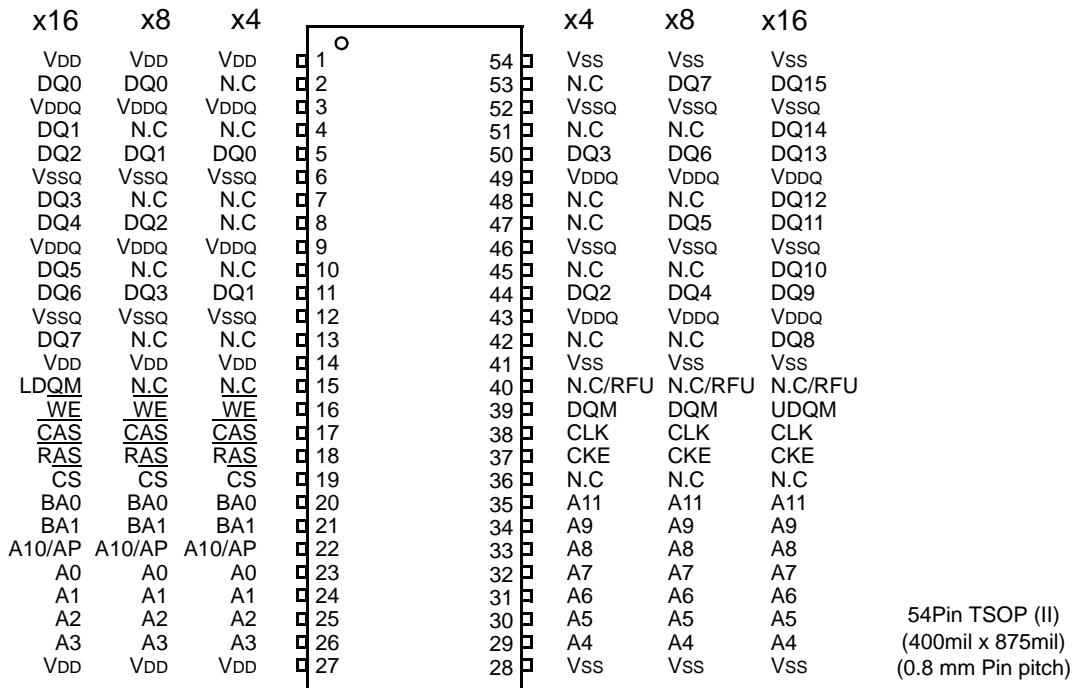 x16 x8 x4 x4 x8 x16
VDD VDD VDD 1 54 VSS VSS VSS
DQ0 DQ0 N.C 2 53 N.C DQ7 DQ15
VDDQ VDDQ VDDQ 3 52 VSSQ VSSQ VSSQ
DQ1 N.C N.C 4 51 N.C N.C DQ14
DQ2 DQ1 DQ0 5 50 DQ3 DQ6 DQ13
VSSQ VSSQ VSSQ 6 49 VDDQ VDDQ VDDQ
DQ3 N.C N.C 7 48 N.C N.C DQ12
DQ4 DQ2 N.C 8 47 N.C DQ5 DQ11
VDDQ VDDQ VDDQ 9 46 VSSQ VSSQ VSSQ
DQ5 N.C N.C 10 45 N.C N.C DQ10
DQ6 DQ3 DQ1 11 44 DQ2 DQ4 DQ9
VSSQ VSSQ VSSQ 12 43 VDDQ VDDQ VDDQ
DQ7 N.C N.C 13 42 N.C N.C DQ8
VDD VDD VDD 14 41 VSS VSS VSS
LDQM N.C N.C 15 40 N.C/RFU N.C/RFU N.C/RFU
WE WE WE 16 39 DQM DQM UDQM
CAS CAS CAS 17 38 CLK CLK CLK
RAS RAS RAS 18 37 CKE CKE CKE
CS CS CS 19 36 N.C N.C N.C
BA0 BA0 BA0 20 35 A11 A11 A11
BA1 BA1 BA1 21 34 A9 A9 A9
A10/AP A10/AP A10/AP 22 33 A8 A8 A8
A0 A0 A0 23 32 A7 A7 A7
A1 A1 A1 24 31 A6 A6 A6
A2 A2 A2 25 30 A5 A5 A5
A3 A3 A3 26 29 A4 A4 A4
VDD VDD VDD 27 28 VSS VSS VSS
54Pin TSOP (II)
(400mil x 875mil)
(0.8 mm Pin pitch)